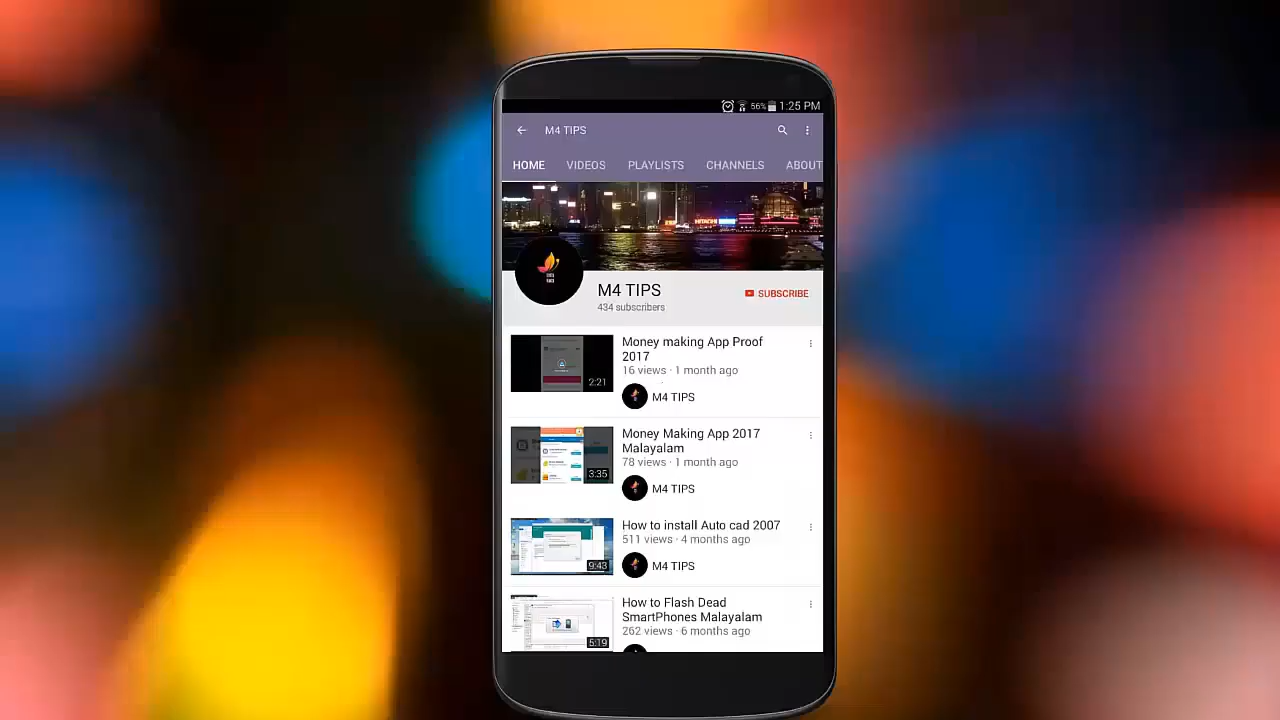 56% 1:25 PM
M4 TIPS
HOME VIDEOS PLAYLISTS CHANNELS ABOUT
HITACHI
M4 TIPS
434 subscribers
SUBSCRIBE
Money making App Proof
2017
16 views · 1 month ago
M4 TIPS
2:21
Money Making App 2017
Malayalam
78 views · 1 month ago
M4 TIPS
3:35
How to install Auto cad 2007
511 views · 4 months ago
M4 TIPS
9:43
How to Flash Dead
SmartPhones Malayalam
262 views · 6 months ago
5:19